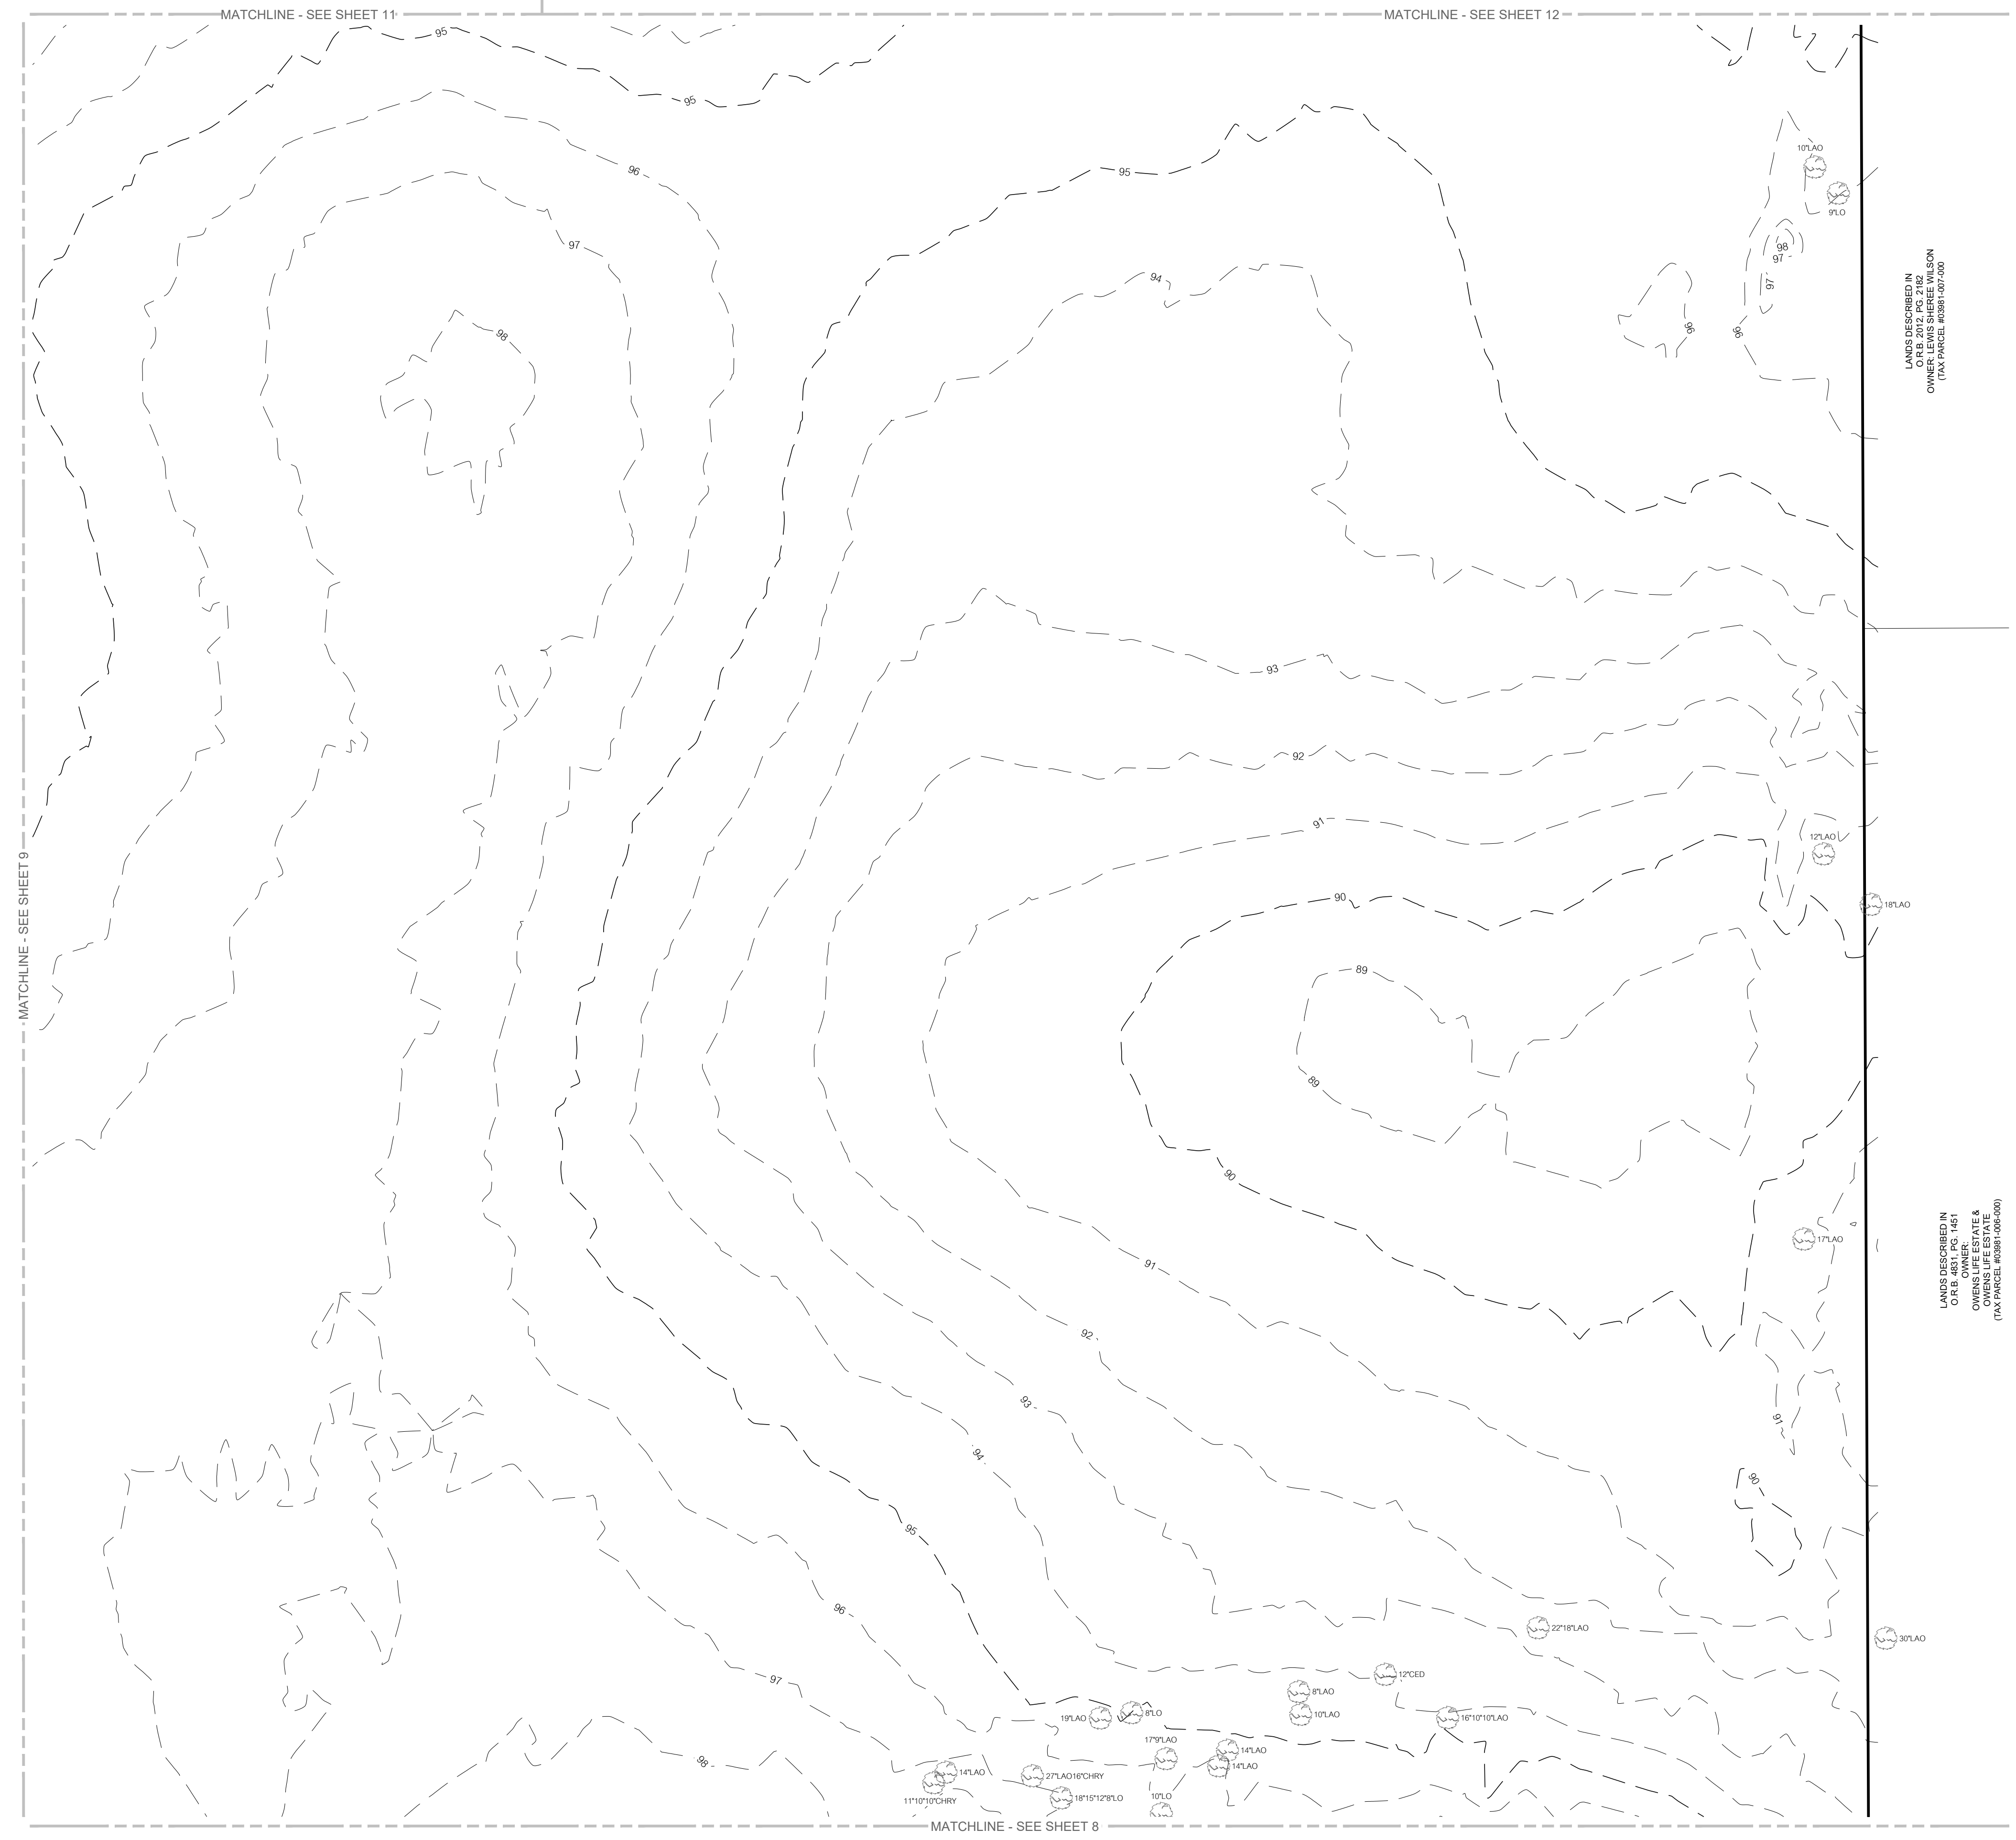 MATCHLINE - SEE SHEET 11
MATCHLINE - SEE SHEET 12
95
95
96
95
10"LAO
9"LO
97
98
97
97
94
96
96
98
LANDS DESCRIBED IN
O.R.B. 2012, PG. 2182
OWNER: LEWIS SHEREE WILSON
(TAX PARCEL #03981-007-000
93
92
91
12"LAO
90
18"LAO
MATCHLINE - SEE SHEET 9
89
89
90
17"LAO
LANDS DESCRIBED IN
O.R.B. 4831, PG. 1451
OWNER:
OWENS LIFE ESTATE &
OWENS LIFE ESTATE
(TAX PARCEL #03981-006-000)
91
92
93
91
94
90
95
96
22"18"LAO
30"LAO
97
12"CED
8"LAO
19"LAO
8"LO
10"LAO
16"10"10"LAO
17"9"LAO
14"LAO
98
14"LAO
14"LAO
27"LAO16"CHRY
11"10"10"CHRY
18"15"12"8"LO
10"LO
MATCHLINE - SEE SHEET 8